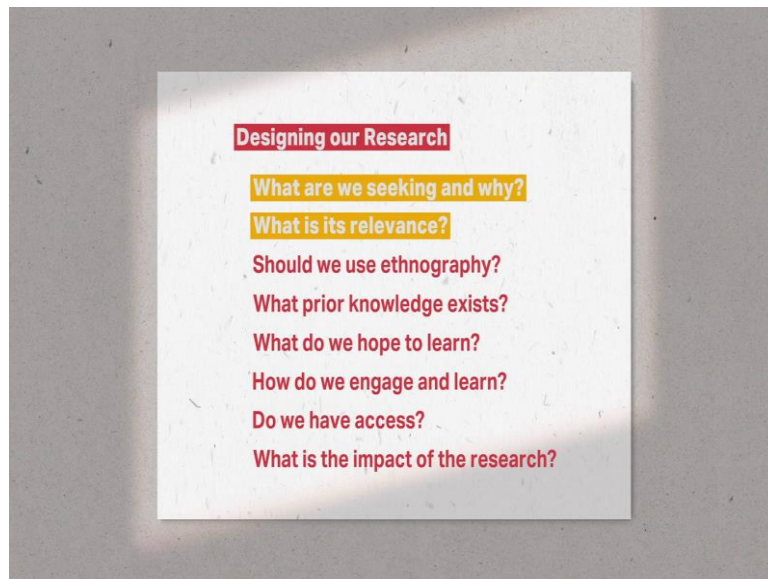 Designing our Research
What are we seeking and why?
What is its relevance?
Should we use ethnography?
What prior knowledge exists?
What do we hope to learn?
How do we engage and learn?
Do we have access?
What is the impact of the research?